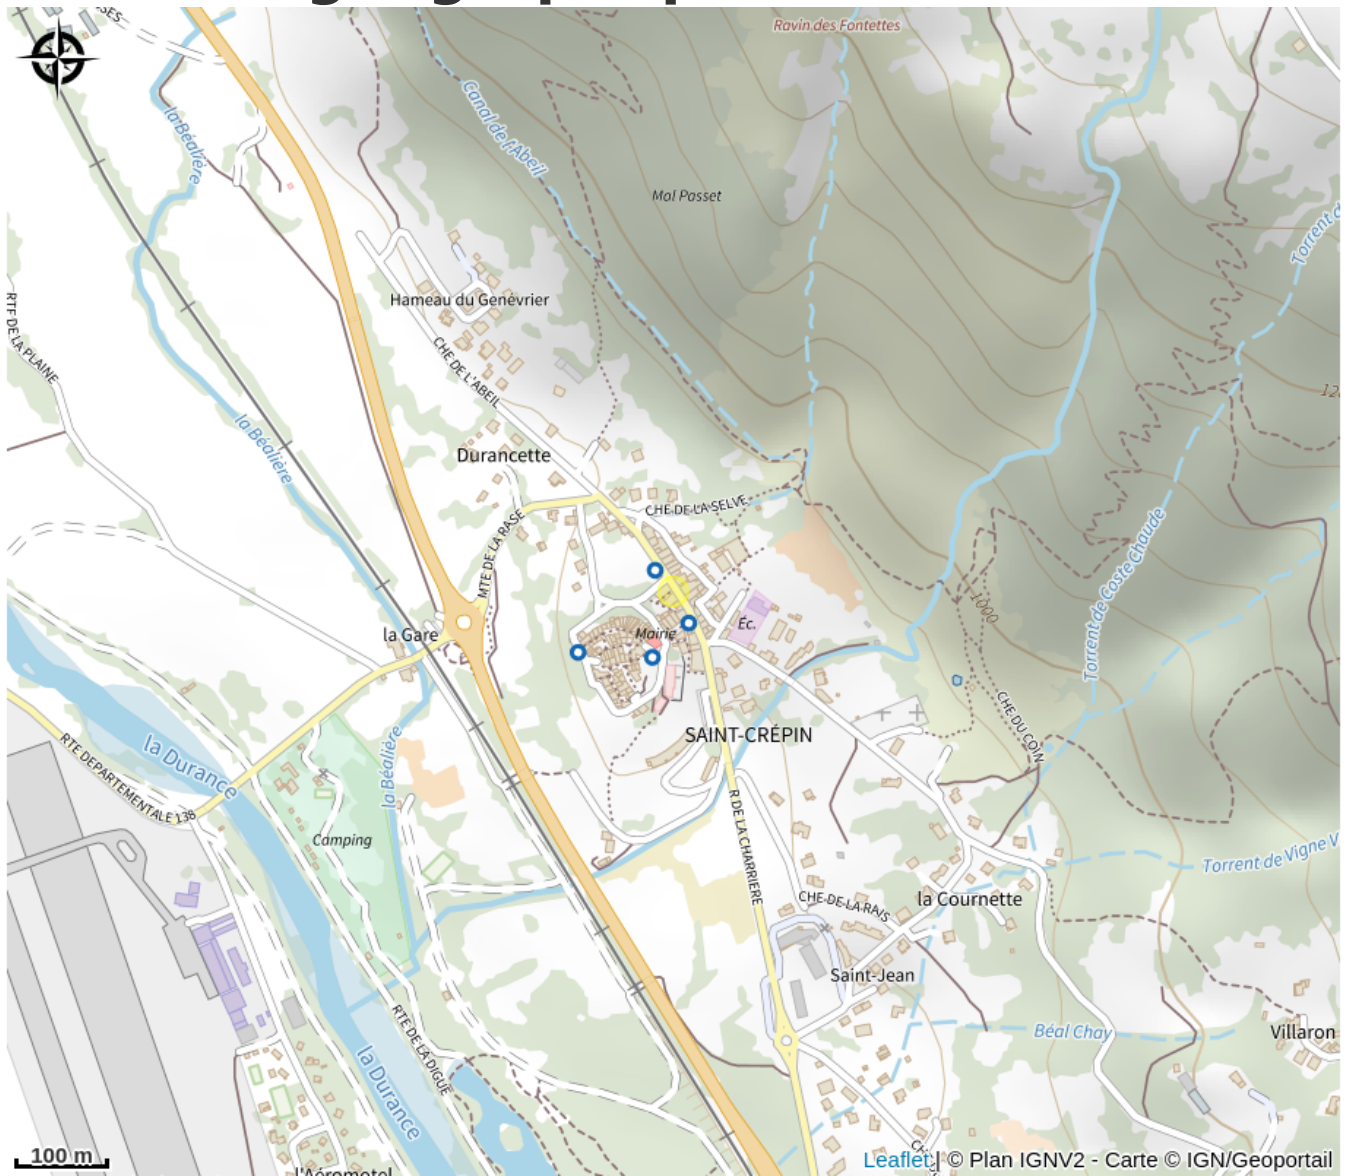 Ravin des Fontettes
la Béalière
Canal de l'Abeil
Mal Passet
Hameau du Genévrier
RTE DE LA PLAINE
CHE DE L'ABEIL
la Béalière
Durancette
CHE DE LA SELVE
MTE DE LA RASE
Torrent de Coste Chaude
1000
la Gare
Mairie
Éc.
CHE DU COIN
SAINT-CRÉPIN
la Durance
RTE DEPARTEMENTALE 138
la Béalière
Camping
R DE LA CHARRIERE
Torrent de Vigne V
CHE DE LA RAIS
la Cournette
Saint-Jean
RTE DE LA DIGUE
Béal Chay
Villaron
la Durance
100 m
l'Aéromotel
Leaflet | © Plan IGNV2 - Carte © IGN/Geoportail